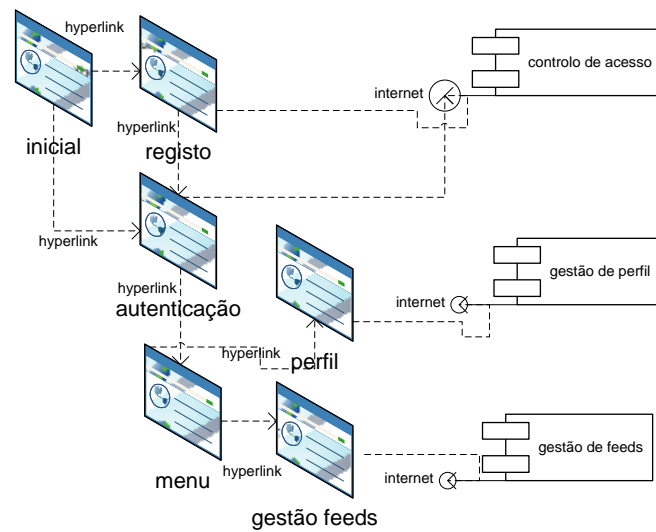 hyperlink
controlo de acesso
internet
hyperlink
inicial
registo
hyperlink
gestão de perfil
hyperlink
internet
autenticação
hyperlink
perfil
gestão de feeds
hyperlink
menu
internet
gestão feeds